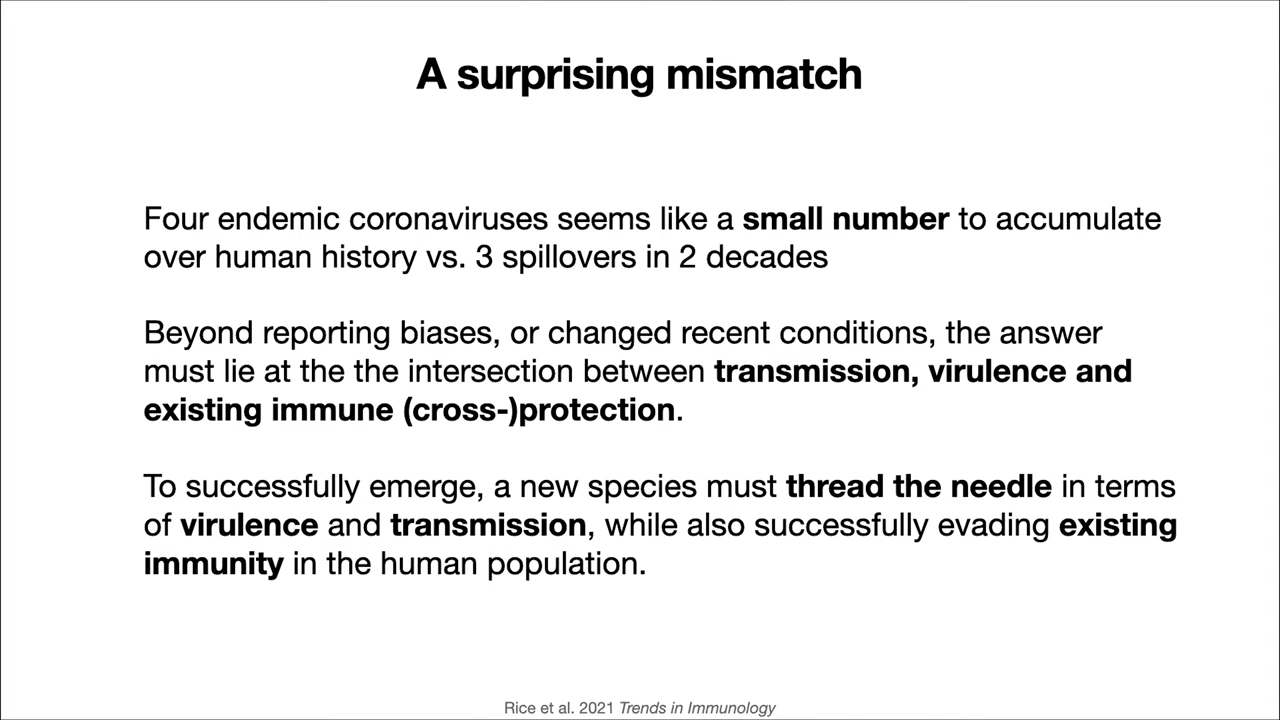 A surprising mismatch
Four endemic coronaviruses seems like a small number to accumulate
over human history vs. 3 spillovers in 2 decades
Beyond reporting biases, or changed recent conditions, the answer
must lie at the the intersection between transmission, virulence and
existing immune (cross-)protection.
To successfully emerge, a new species must thread the needle in terms
of virulence and transmission, while also successfully evading existing
immunity in the human population.
Rice et al. 2021 Trends in Immunology